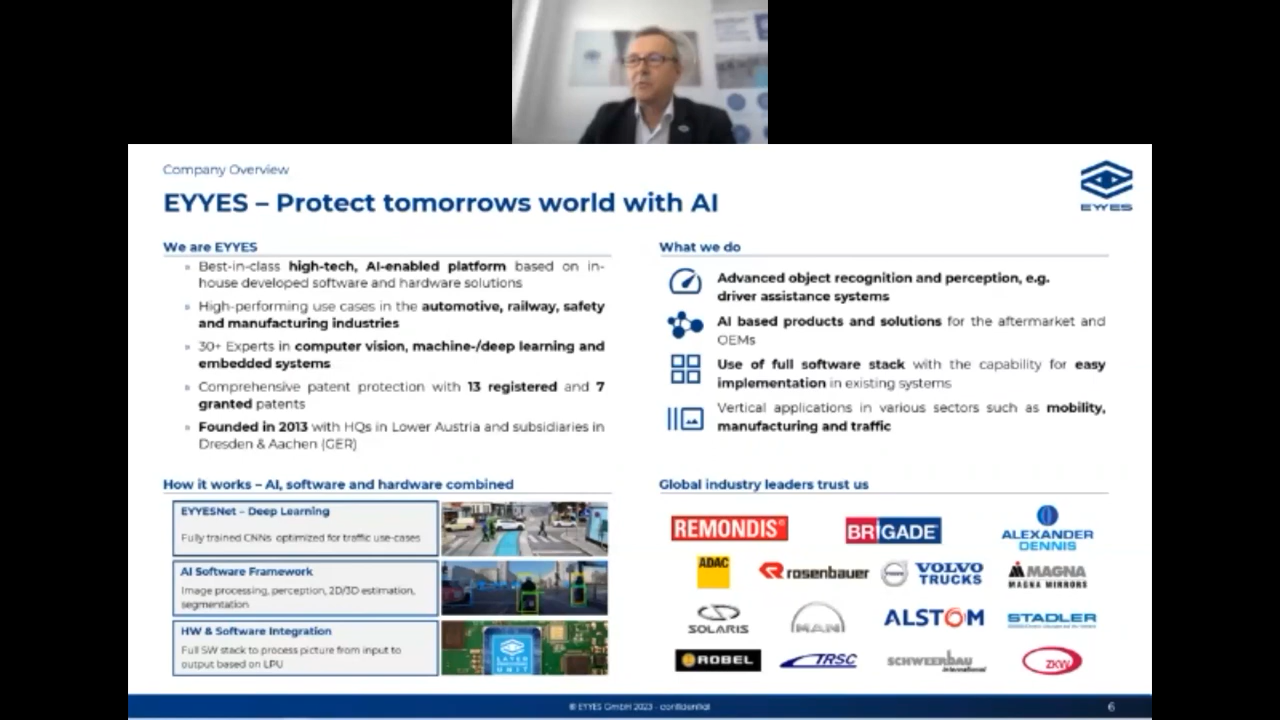 Company Overview
EYYES – Protect tomorrows world with AI
EYYES
We are EYYES
» Best-in-class high-tech, AI-enabled platform based on in-
house developed software and hardware solutions
» High-performing use cases in the automotive, railway, safety
and manufacturing industries
» 30+ Experts in computer vision, machine-/deep learning and
embedded systems
» Comprehensive patent protection with 13 registered and 7
granted patents
» Founded in 2013 with HQs in Lower Austria and subsidiaries in
Dresden & Aachen (GER)
What we do
Advanced object recognition and perception, e.g.
driver assistance systems
AI based products and solutions for the aftermarket and
OEMs
Use of full software stack with the capability for easy
implementation in existing systems
Vertical applications in various sectors such as mobility,
manufacturing and traffic
How it works – AI, software and hardware combined
EYYESNet – Deep Learning
Fully trained CNNs optimized for traffic use-cases
AI Software Framework
Image processing, perception, 2D/3D estimation,
segmentation
HW & Software Integration
Full SW stack to process picture from input to
output based on LPU
LAYER
UNIT
Global industry leaders trust us
REMONDIS®
BRIGADE
ALEXANDER
DENNIS
ADAC
rosenbauer
VOLVO
TRUCKS
MAGNA
MAGNA MIRRORS
SOLARIS
MAN
ALSTOM
STADLER
ROBEL
TRSC
SCHWEERBAU
international
ZKW
© EYYES GmbH 2023 - confidential
6